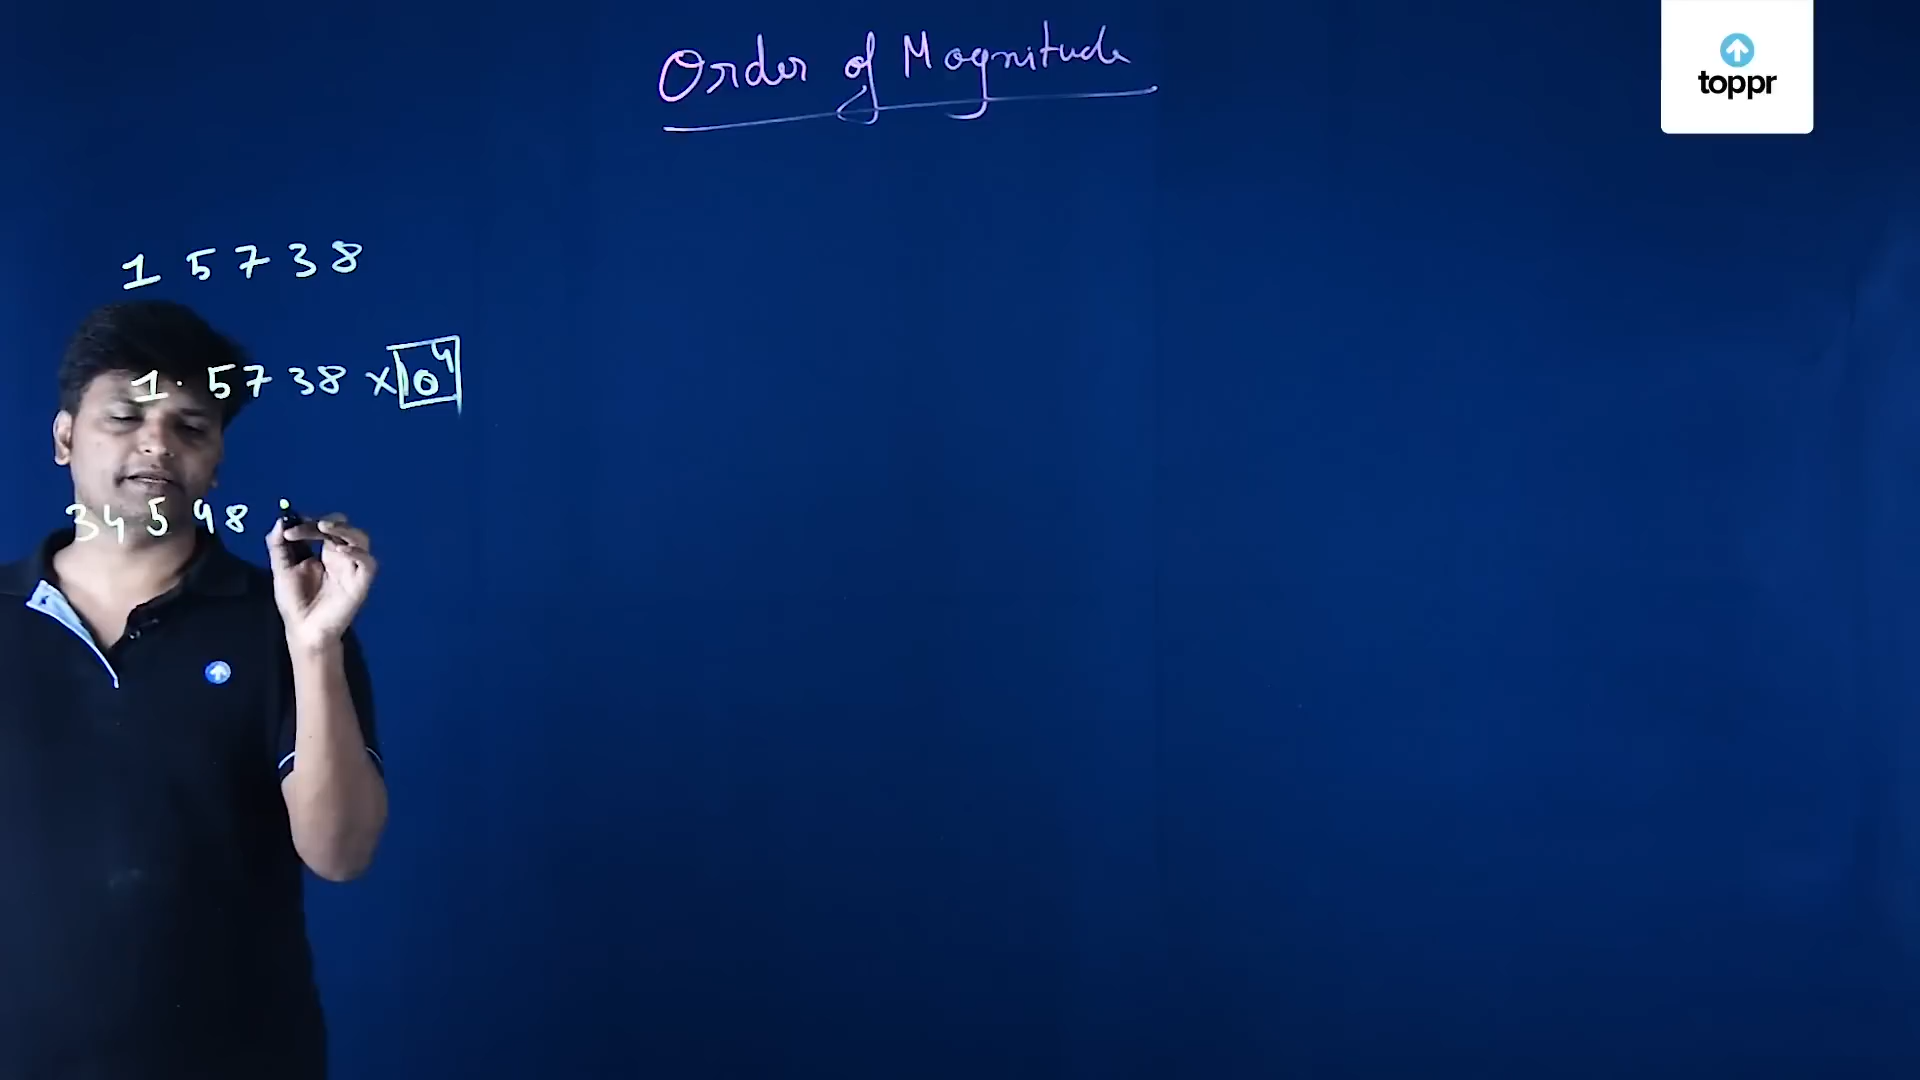 Order of Magnitude
toppr
1 5 7 3 8
1. 5 7 3 8 × 10⁴
3 4 5 4 8